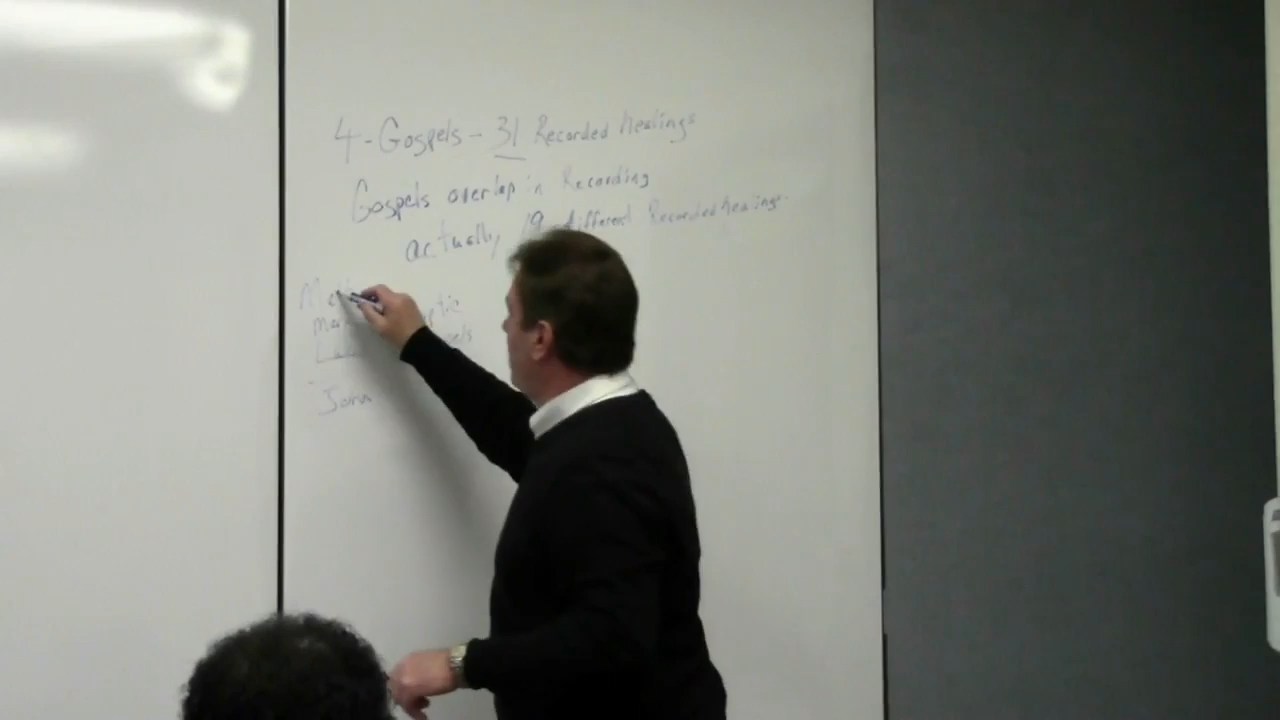 4-Gospels-31 Recorded Healings
Gospels overlap in Recording
actually 19 different Recorded healings.
John